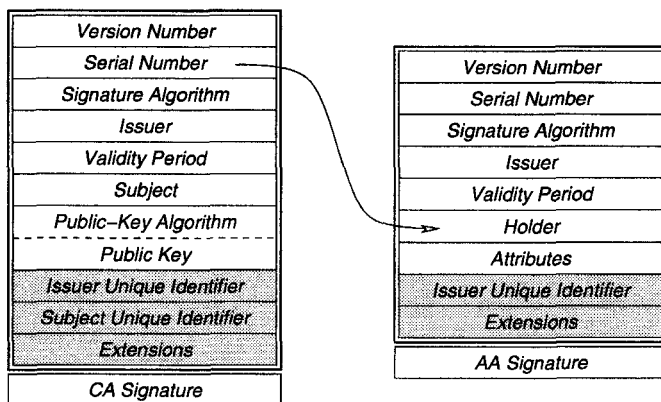 Version Number
Serial Number
Signature Algorithm
Issuer
Validity Period
Subject
Public–Key Algorithm
Public Key
Issuer Unique Identifier
Subject Unique Identifier
Extensions
CA Signature
Version Number
Serial Number
Signature Algorithm
Issuer
Validity Period
Holder
Attributes
Issuer Unique Identifier
Extensions
AA Signature